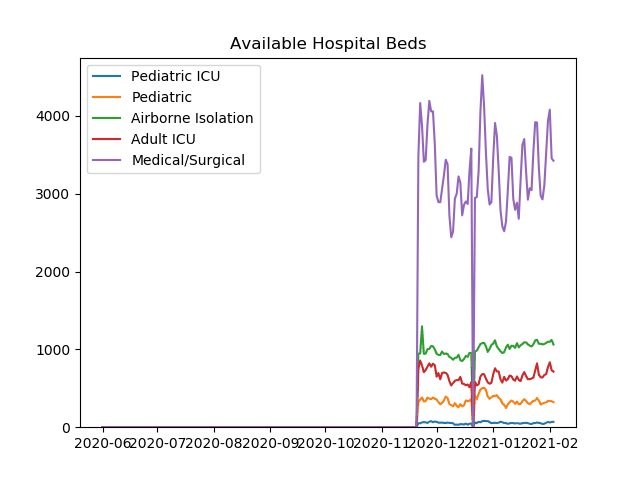 Available Hospital Beds
Pediatric ICU
Pediatric
Airborne Isolation
Adult ICU
Medical/Surgical
4000
3000
2000
1000
0
2020-06 2020-07 2020-08 2020-09 2020-10 2020-11 2020-12 2021-01 2021-02